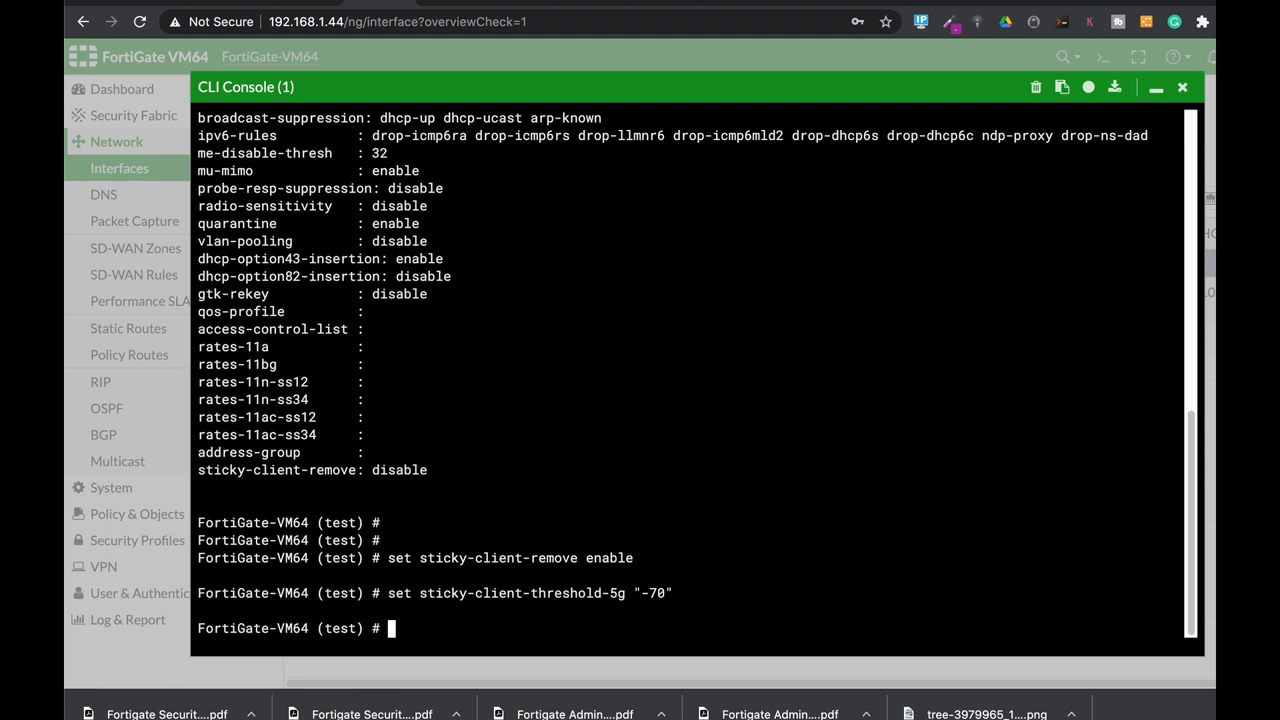 Not Secure 192.168.1.44/ng/interface?overviewCheck=1
FortiGate VM64 FortiGate-VM64
CLI Console (1)
Dashboard
Security Fabric
Network
Interfaces
DNS
Packet Capture
SD-WAN Zones
SD-WAN Rules
Performance SLA
Static Routes
Policy Routes
RIP
OSPF
BGP
Multicast
System
Policy & Objects
Security Profiles
VPN
User & Authentic
Log & Report
broadcast-suppression: dhcp-up dhcp-ucast arp-known
ipv6-rules : drop-icmp6ra drop-icmp6rs drop-llmnr6 drop-icmp6mld2 drop-dhcp6s drop-dhcp6c ndp-proxy drop-ns-dad
me-disable-thresh : 32
mu-mimo : enable
probe-resp-suppression: disable
radio-sensitivity : disable
quarantine : enable
vlan-pooling : disable
dhcp-option43-insertion: enable
dhcp-option82-insertion: disable
gtk-rekey : disable
qos-profile :
access-control-list :
rates-11a :
rates-11bg :
rates-11n-ss12 :
rates-11n-ss34 :
rates-11ac-ss12 :
rates-11ac-ss34 :
address-group :
sticky-client-remove: disable
FortiGate-VM64 (test) #
FortiGate-VM64 (test) #
FortiGate-VM64 (test) # set sticky-client-remove enable
FortiGate-VM64 (test) # set sticky-client-threshold-5g "-70"
FortiGate-VM64 (test) #
Fortigate Securit....pdf
Fortigate Securit....pdf
Fortigate Admin....pdf
Fortigate Admin....pdf
tree-3979965_1....png